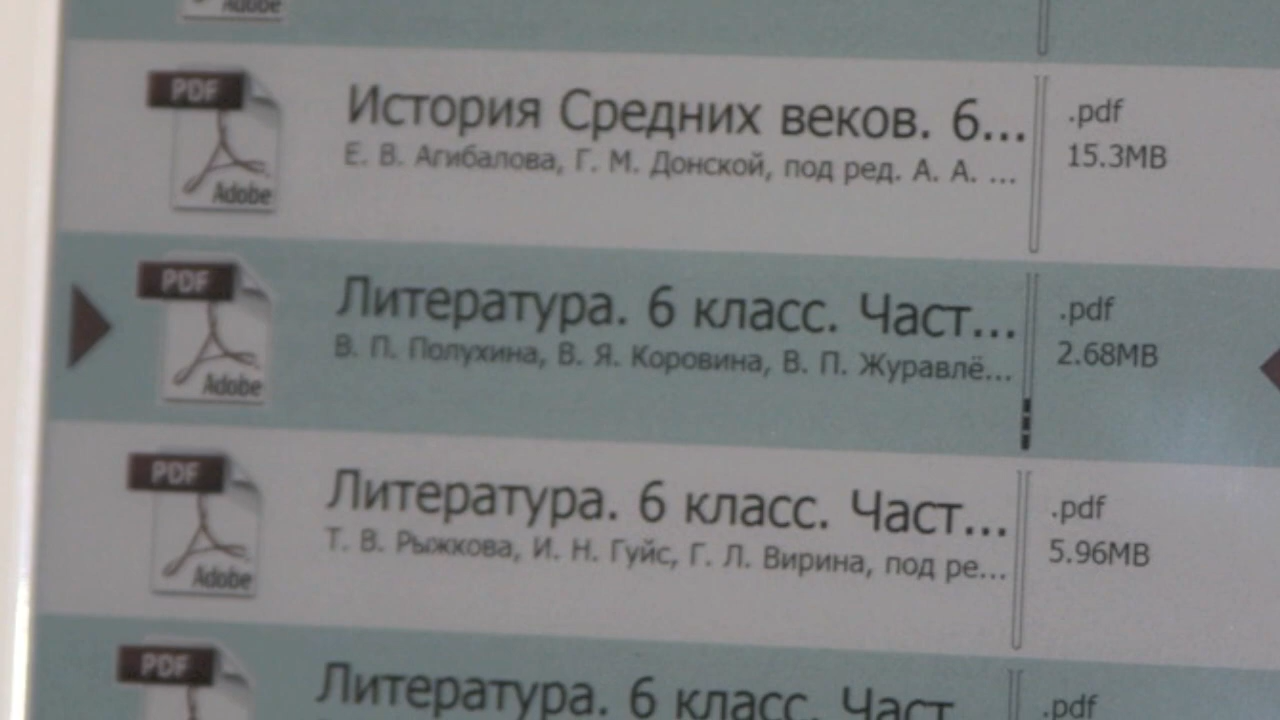 Adobe
PDF
Adobe
История Средних веков. 6...
Е. В. Агибалова, Г. М. Донской, под ред. А. А. ...
.pdf
15.3MB
PDF
Adobe
Литература. 6 класс. Част...
В. П. Полухина, В. Я. Коровина, В. П. Журавлё...
.pdf
2.68MB
PDF
Adobe
Литература. 6 класс. Част...
Т. В. Рыжкова, И. Н. Гуйс, Г. Л. Вирина, под ре...
.pdf
5.96MB
PDF
Литература. 6 класс. Част
.pdf